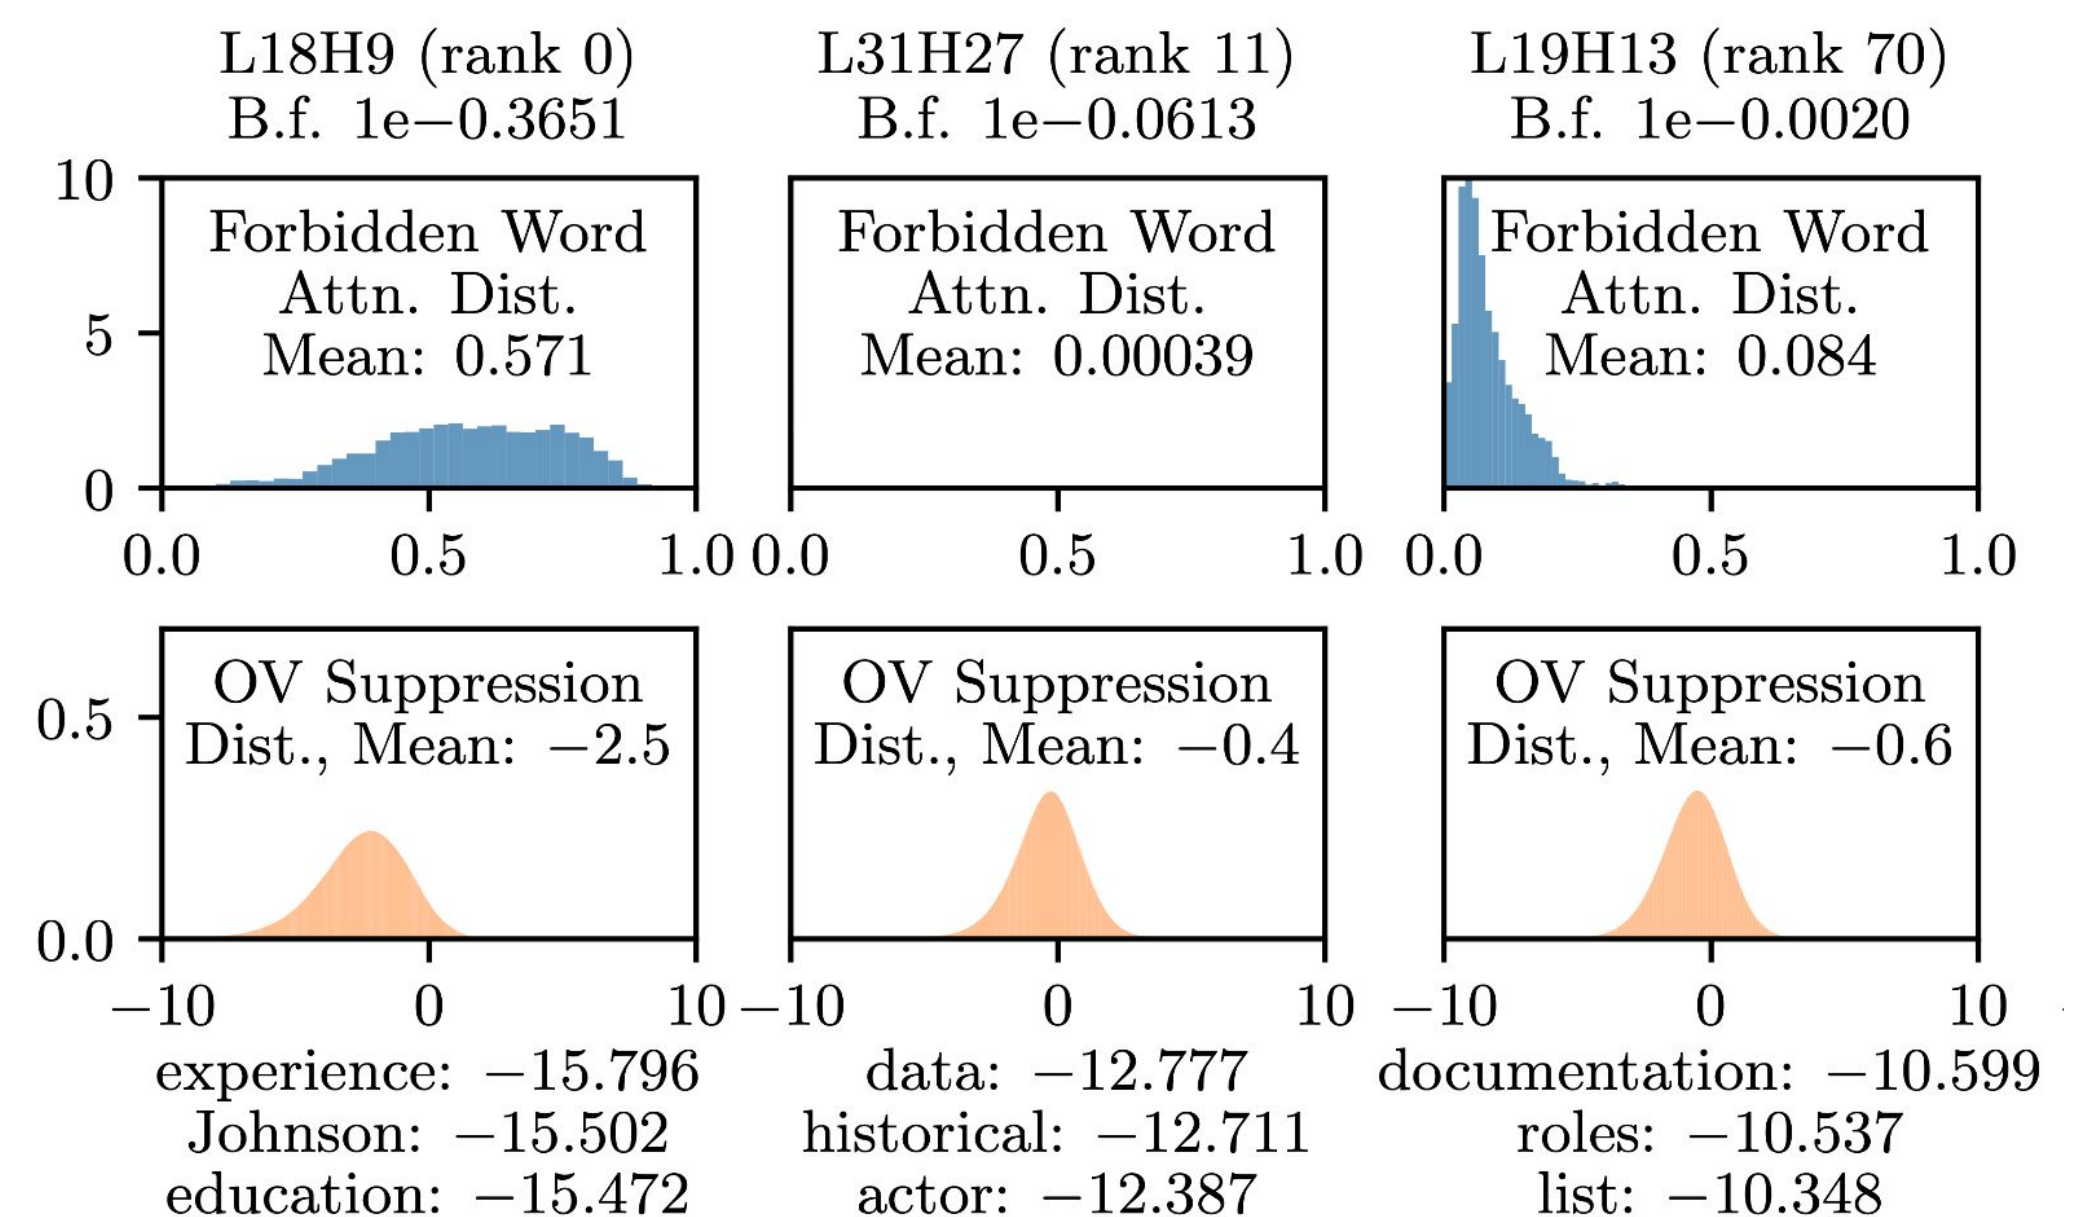 L18H9 (rank 0)
B.f. 1e−0.3651
L31H27 (rank 11)
B.f. 1e−0.0613
L19H13 (rank 70)
B.f. 1e−0.0020
10
5
0
Forbidden Word
Attn. Dist.
Mean: 0.571
0.0 0.5 1.0
Forbidden Word
Attn. Dist.
Mean: 0.00039
0.0 0.5 1.0
Forbidden Word
Attn. Dist.
Mean: 0.084
0.0 0.5 1.0
0.5
0.0
OV Suppression
Dist., Mean: −2.5
−10 0 10
OV Suppression
Dist., Mean: −0.4
−10 0 10
OV Suppression
Dist., Mean: −0.6
−10 0 10
experience: −15.796
Johnson: −15.502
education: −15.472
data: −12.777
historical: −12.711
actor: −12.387
documentation: −10.599
roles: −10.537
list: −10.348